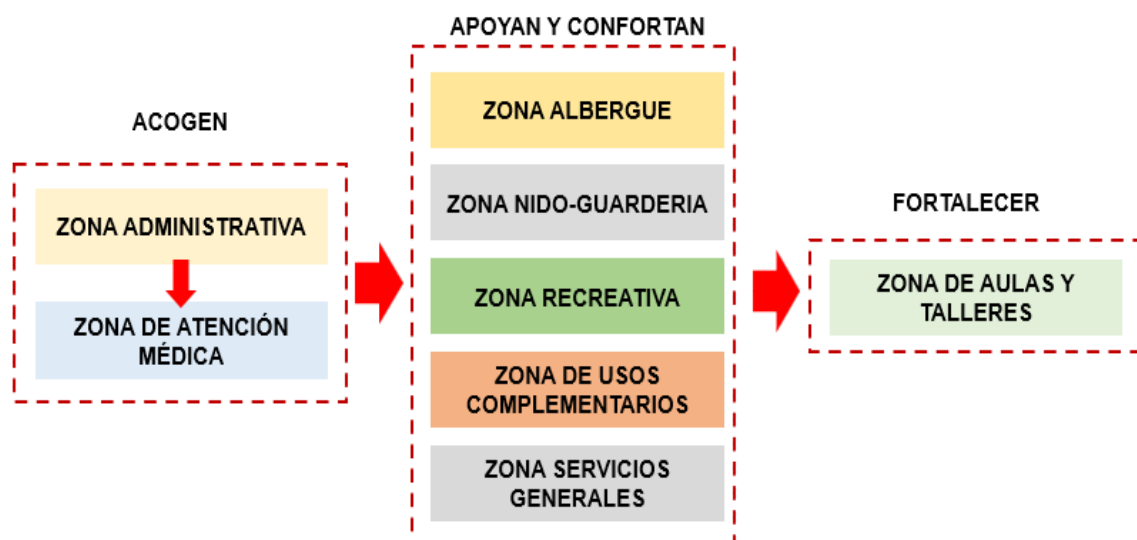 ACOGEN
ZONA ADMINISTRATIVA
ZONA DE ATENCIÓN
MÉDICA
APOYAN Y CONFORTAN
ZONA ALBERGUE
ZONA NIDO-GUARDERIA
ZONA RECREATIVA
ZONA DE USOS
COMPLEMENTARIOS
ZONA SERVICIOS
GENERALES
FORTALECER
ZONA DE AULAS Y
TALLERES